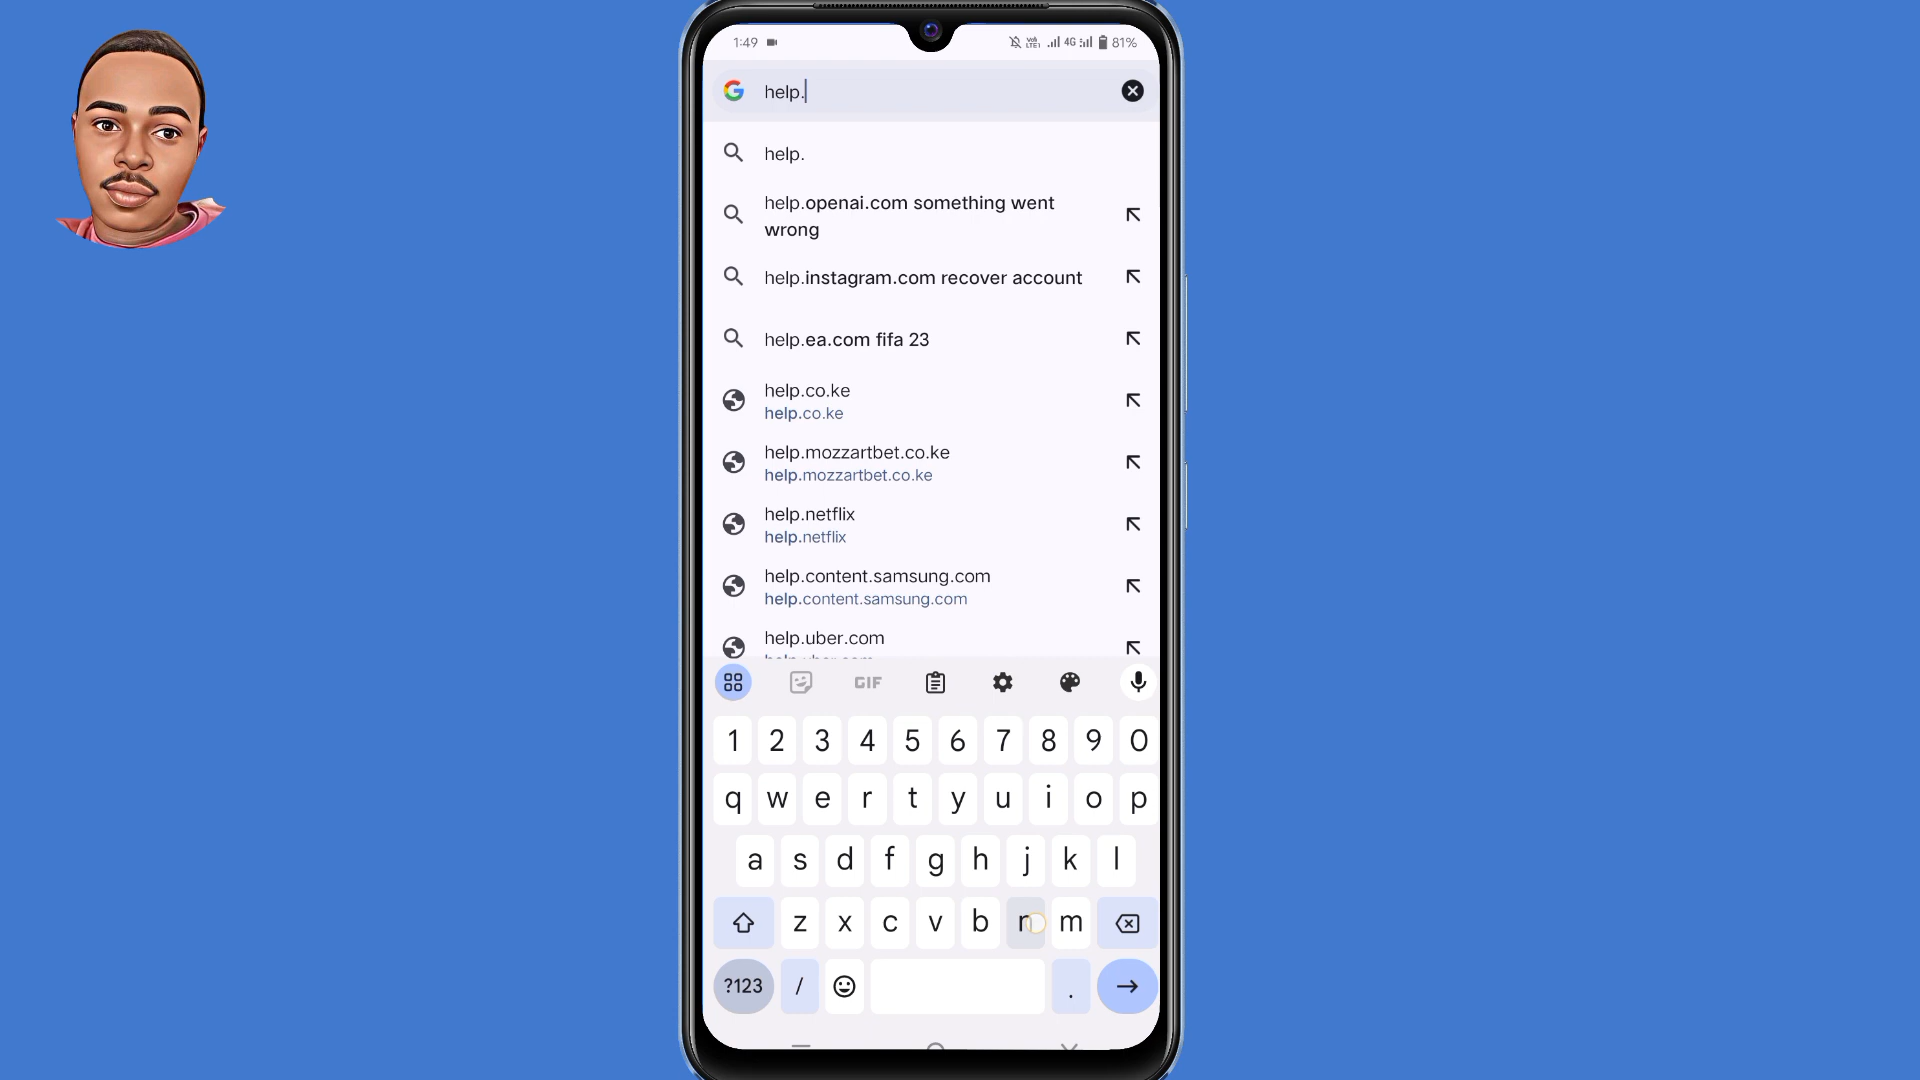 1:49
Vo5 LTE1 4G 81%
help.
help.
help.openai.com something went
wrong
help.instagram.com recover account
help.ea.com fifa 23
help.co.ke
help.co.ke
help.mozzartbet.co.ke
help.mozzartbet.co.ke
help.netflix
help.netflix
help.content.samsung.com
help.content.samsung.com
help.uber.com
GIF
1 2 3 4 5 6 7 8 9 0
q w e r t y u i o p
a s d f g h j k l
z x c v b n m
?123 / .